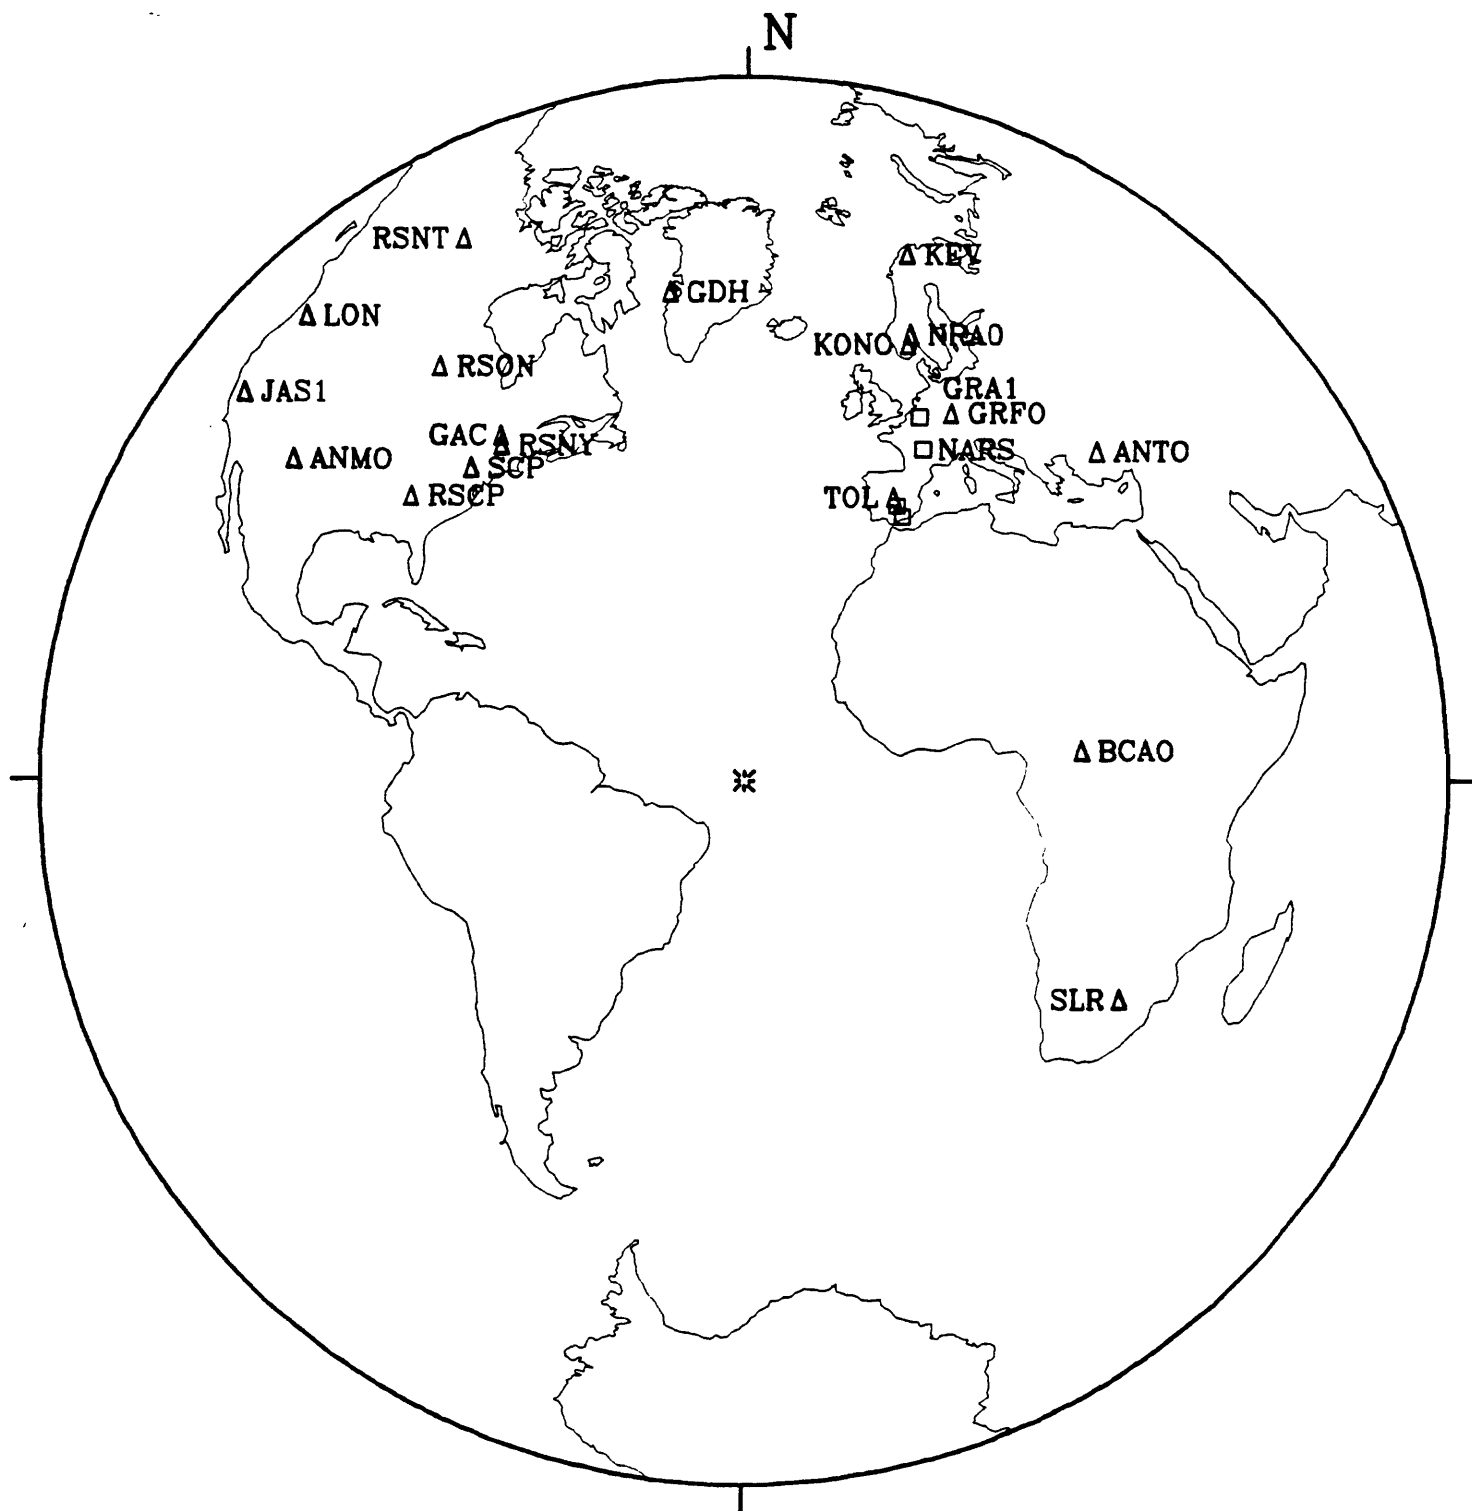 N
RSNT
KEV
GDH
LON
NRA0
KONO
RSON
JAS1
GRA1
GRFO
GAC
RSNY
NARS
ANTO
ANMO
SCP
RSCP
TOL
BCAO
SLR